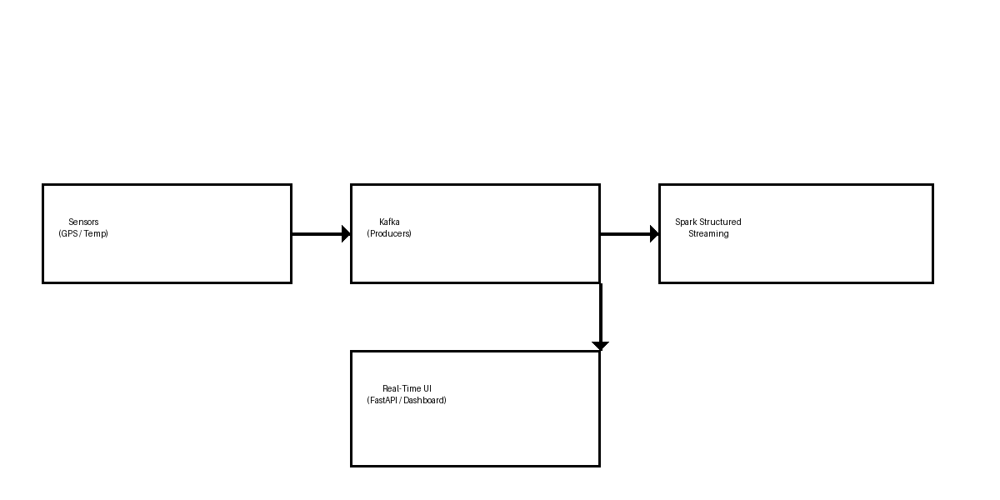 Sensors
(GPS / Temp)
Kafka
(Producers)
Spark Structured
Streaming
Real-Time UI
(FastAPI / Dashboard)